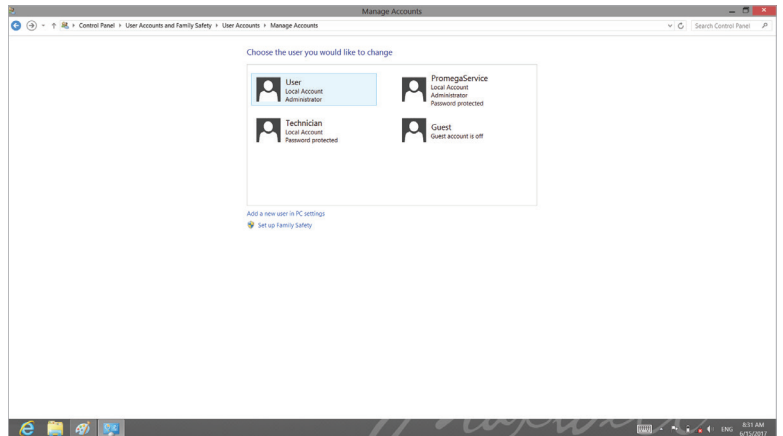 Manage Accounts
Control Panel ▸ User Accounts and Family Safety ▸ User Accounts ▸ Manage Accounts
Search Control Panel
Choose the user you would like to change
User
Local Account
Administrator
PromegaService
Local Account
Administrator
Password protected
Technician
Local Account
Password protected
Guest
Guest account is off
Add a new user in PC settings
Set up Family Safety
ENG
8:31 AM
6/15/2017